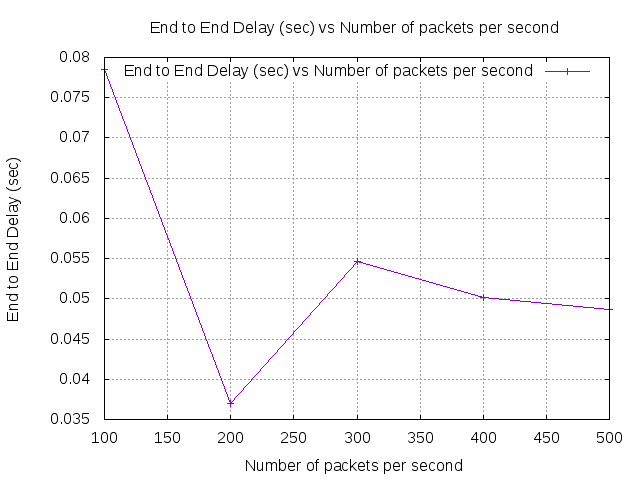 End to End Delay (sec) vs Number of packets per second
End to End Delay (sec) vs Number of packets per second
End to End Delay (sec)
0.08
0.075
0.07
0.065
0.06
0.055
0.05
0.045
0.04
0.035
100 150 200 250 300 350 400 450 500
Number of packets per second